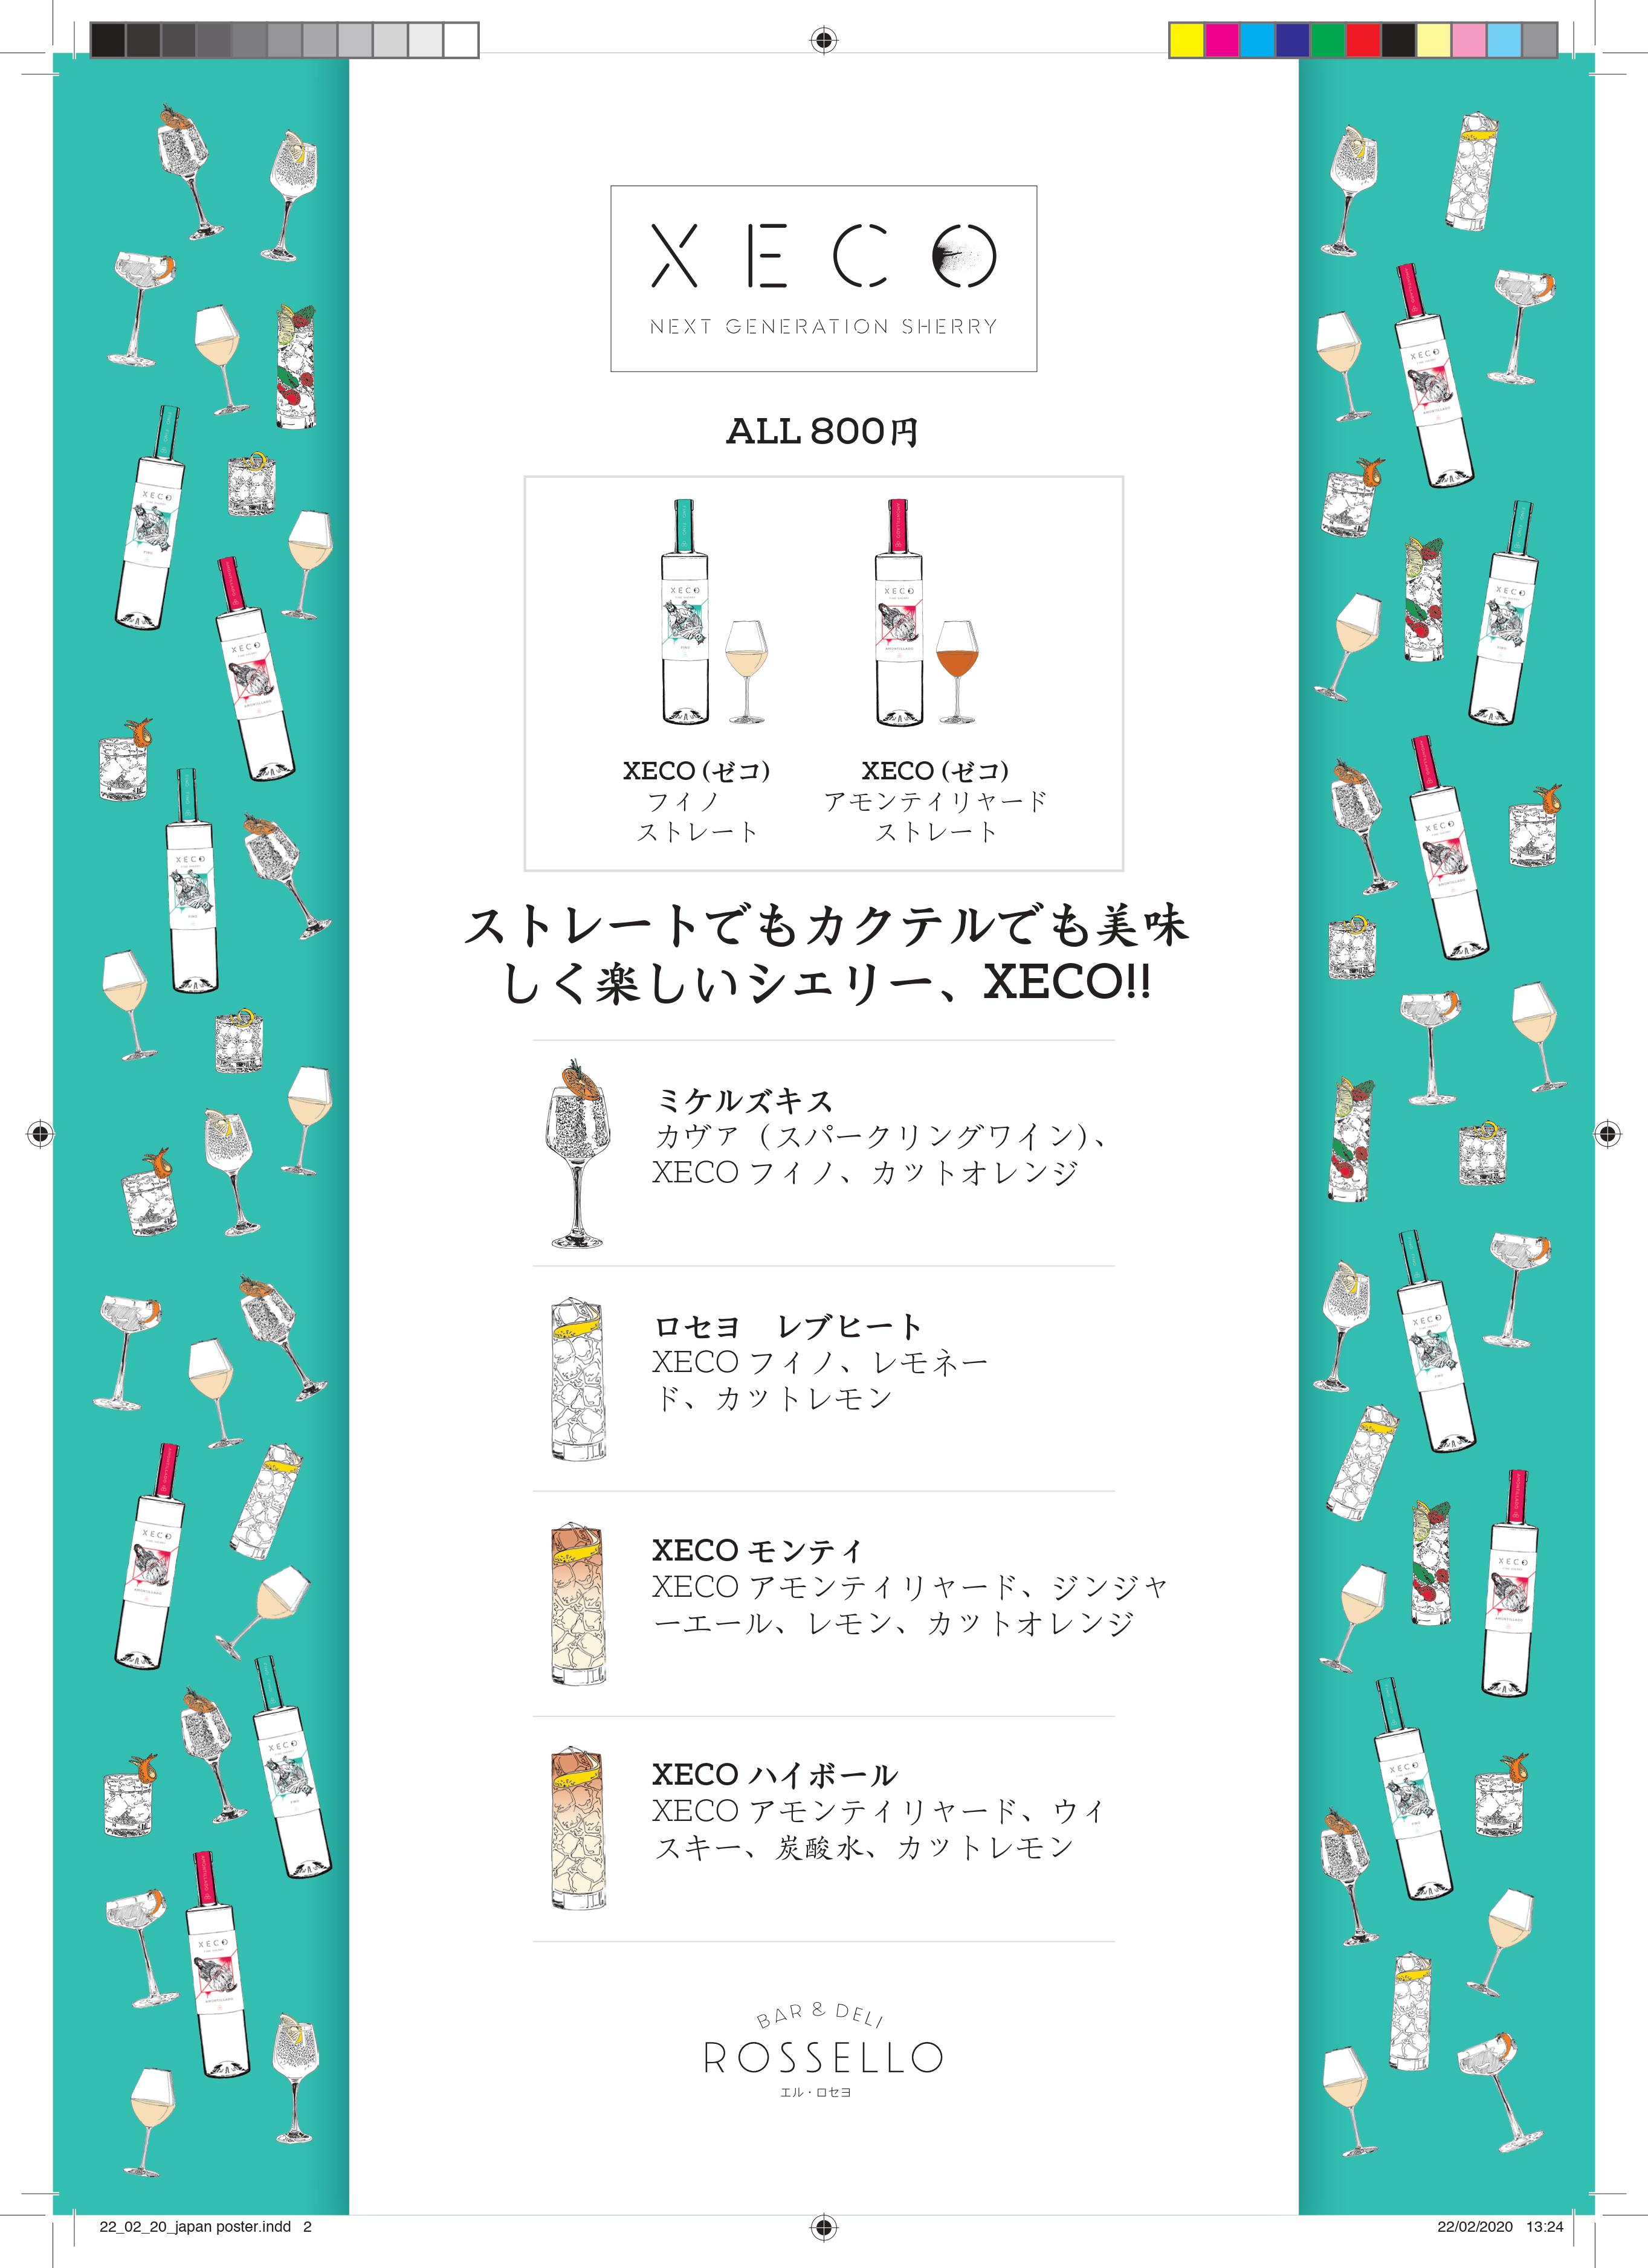 XECO
NEXT GENERATION SHERRY
ALL 800円
XECO (ゼコ)
フイノ
ストレート
XECO (ゼコ)
アモンテイリャード
ストレート
ストレートでもカクテルでも美味
しく楽しいシエリー、XECO!!
ミケルズキス
カヴァ（スパークリングワイン）、
XECO フイノ、カットオレンジ
ロセヨ　レブヒート
XECO フイノ、レモネー
ド、カットレモン
XECO モンティ
XECO アモンテイリャード、ジンジャ
ーエール、レモン、カットオレンジ
XECO ハイボール
XECO アモンテイリャード、ウイ
スキー、炭酸水、カツトレモン
BAR & DELI
ROSSELLO
エル・ロセヨ
22_02_20_japan poster.indd 2
22/02/2020 13:24